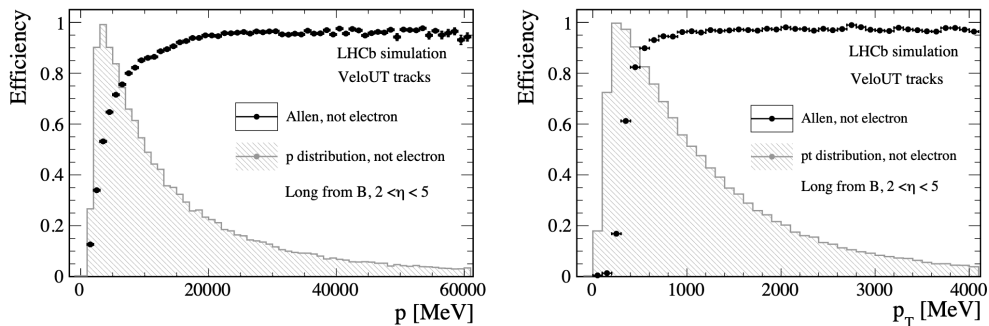 Efficiency
1
0.8
0.6
0.4
0.2
0
LHCb simulation
VeloUT tracks
Allen, not electron
p distribution, not electron
Long from B, 2 <η < 5
0 20000 40000 60000
p [MeV]
Efficiency
1
0.8
0.6
0.4
0.2
0
LHCb simulation
VeloUT tracks
Allen, not electron
pt distribution, not electron
Long from B, 2 <η < 5
0 1000 2000 3000 4000
p_T [MeV]